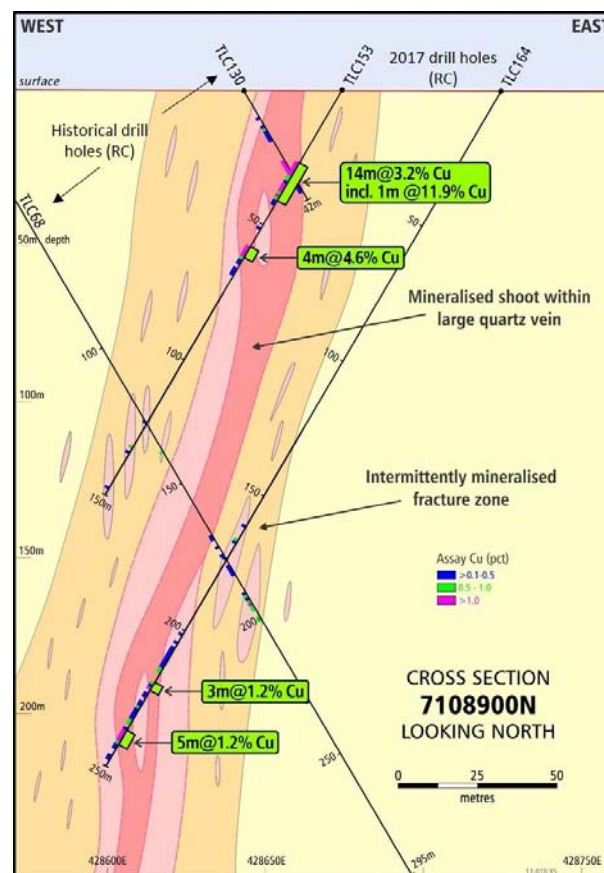 WEST
EAST
TLC130
TLC153
2017 drill holes
(RC)
TLC164
surface
Historical drill
holes (RC)
TLC68
14m@3.2% Cu
incl. 1m @11.9% Cu
42m
50
50
50m depth
4m@4.6% Cu
Mineralised shoot within
large quartz vein
100
100
100m
150
150
150m
Intermittently mineralised
fracture zone
150m
Assay Cu (pct)
>0.1-0.5
0.5 - 1.0
>1.0
200
200
CROSS SECTION
7108900N
LOOKING NORTH
3m@1.2% Cu
200m
5m@1.2% Cu
250m
250
0 25 50
metres
295m
428600E
428650E
428750E